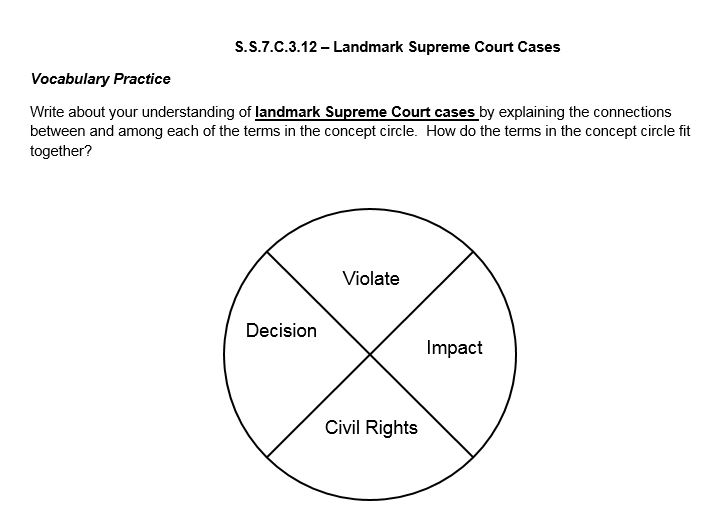 S.S.7.C.3.12 – Landmark Supreme Court Cases
Vocabulary Practice
Write about your understanding of landmark Supreme Court cases by explaining the connections
between and among each of the terms in the concept circle.  How do the terms in the concept circle fit
together?
Violate
Decision
Impact
Civil Rights